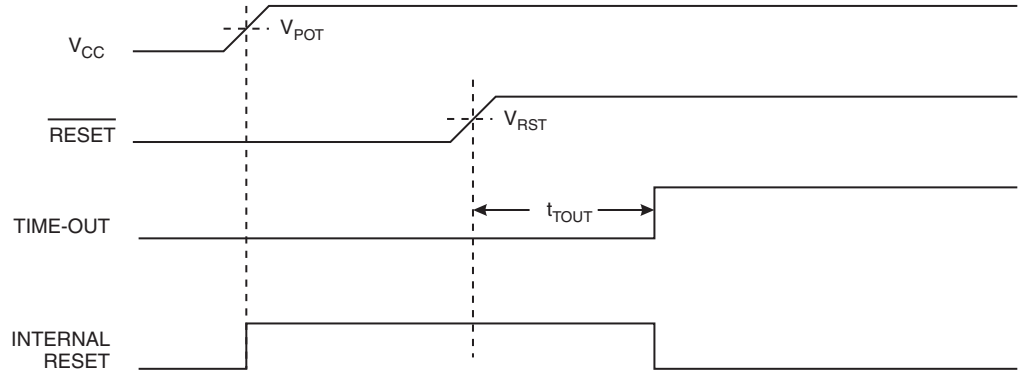 V_CC
V_POT
RESET
V_RST
TIME-OUT
t_TOUT
INTERNAL
RESET